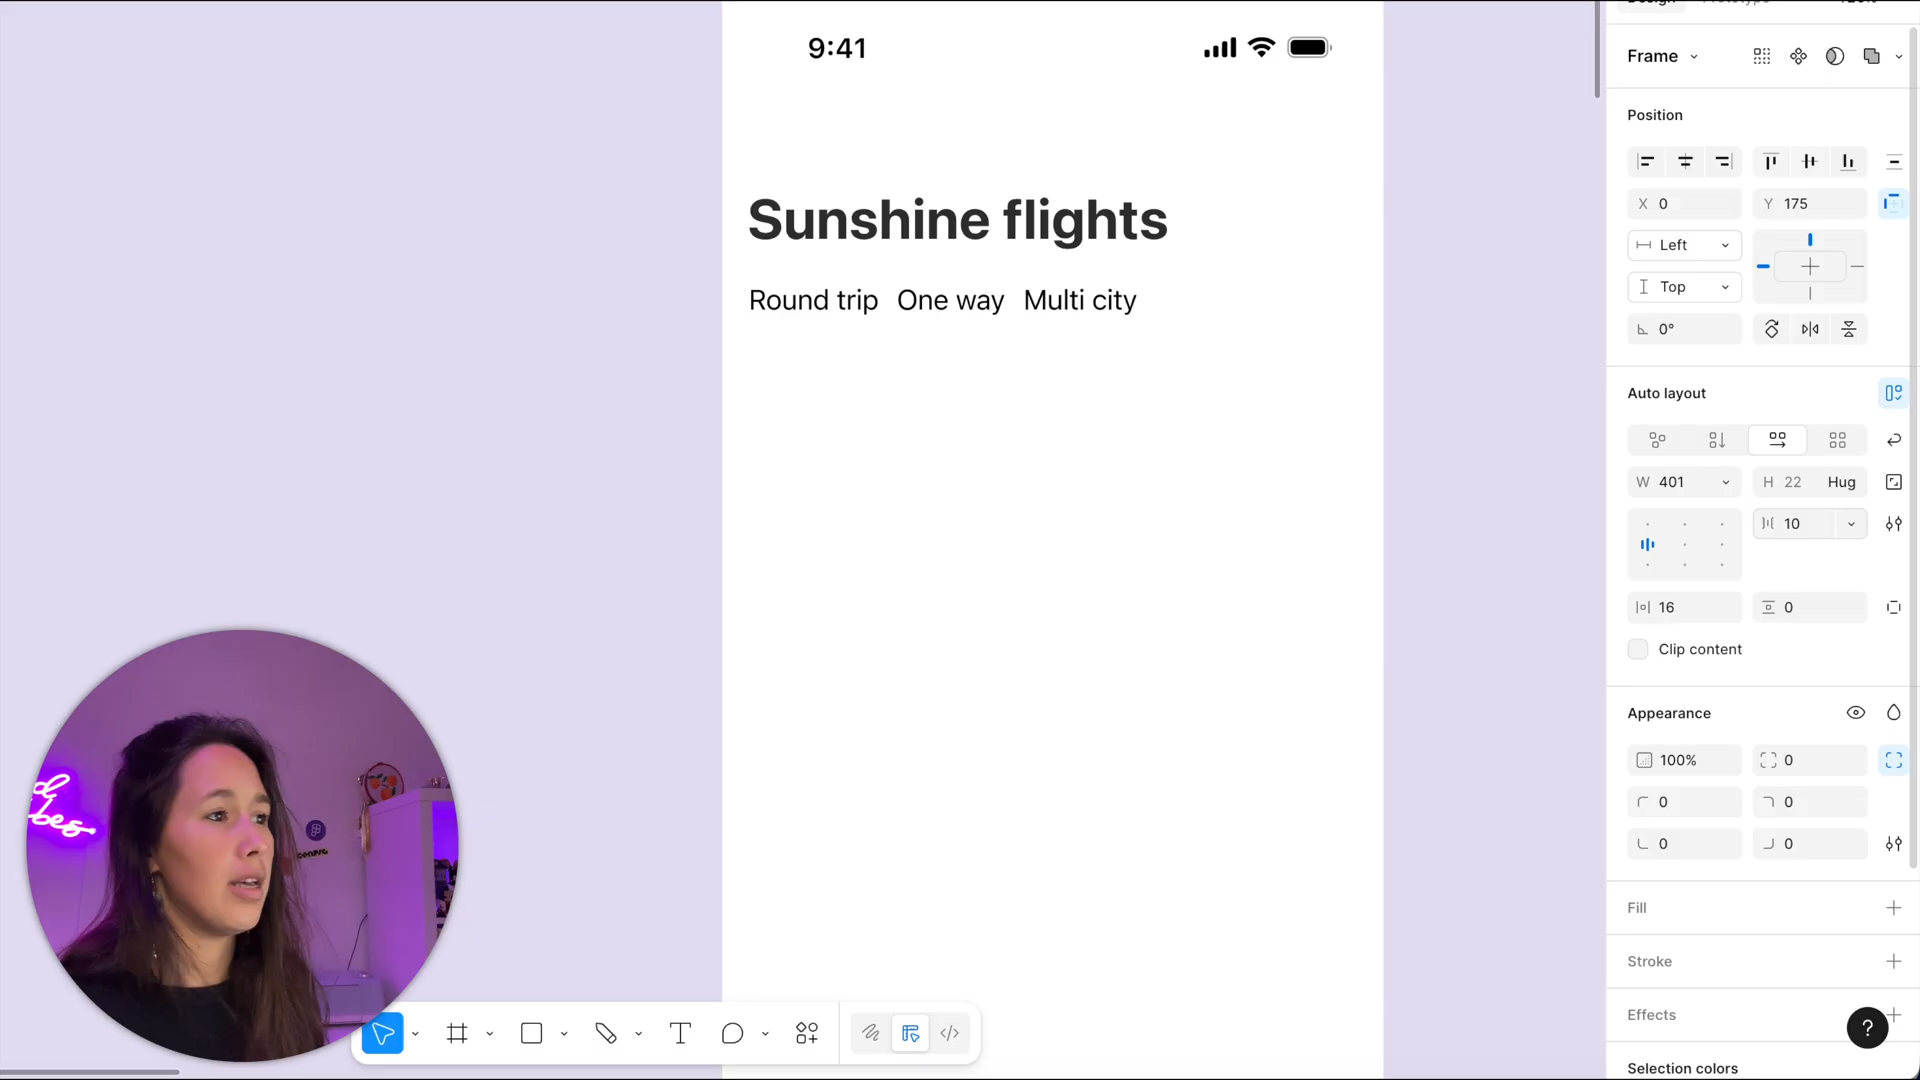 9:41
Sunshine flights
Round trip One way Multi city
Frame
Position
X 0
Y 175
Left
Top
0°
Auto layout
W 401
H 22 Hug
10
16
0
Clip content
Appearance
100%
0
0
0
0
0
Fill
Stroke
Effects
?
Selection colors